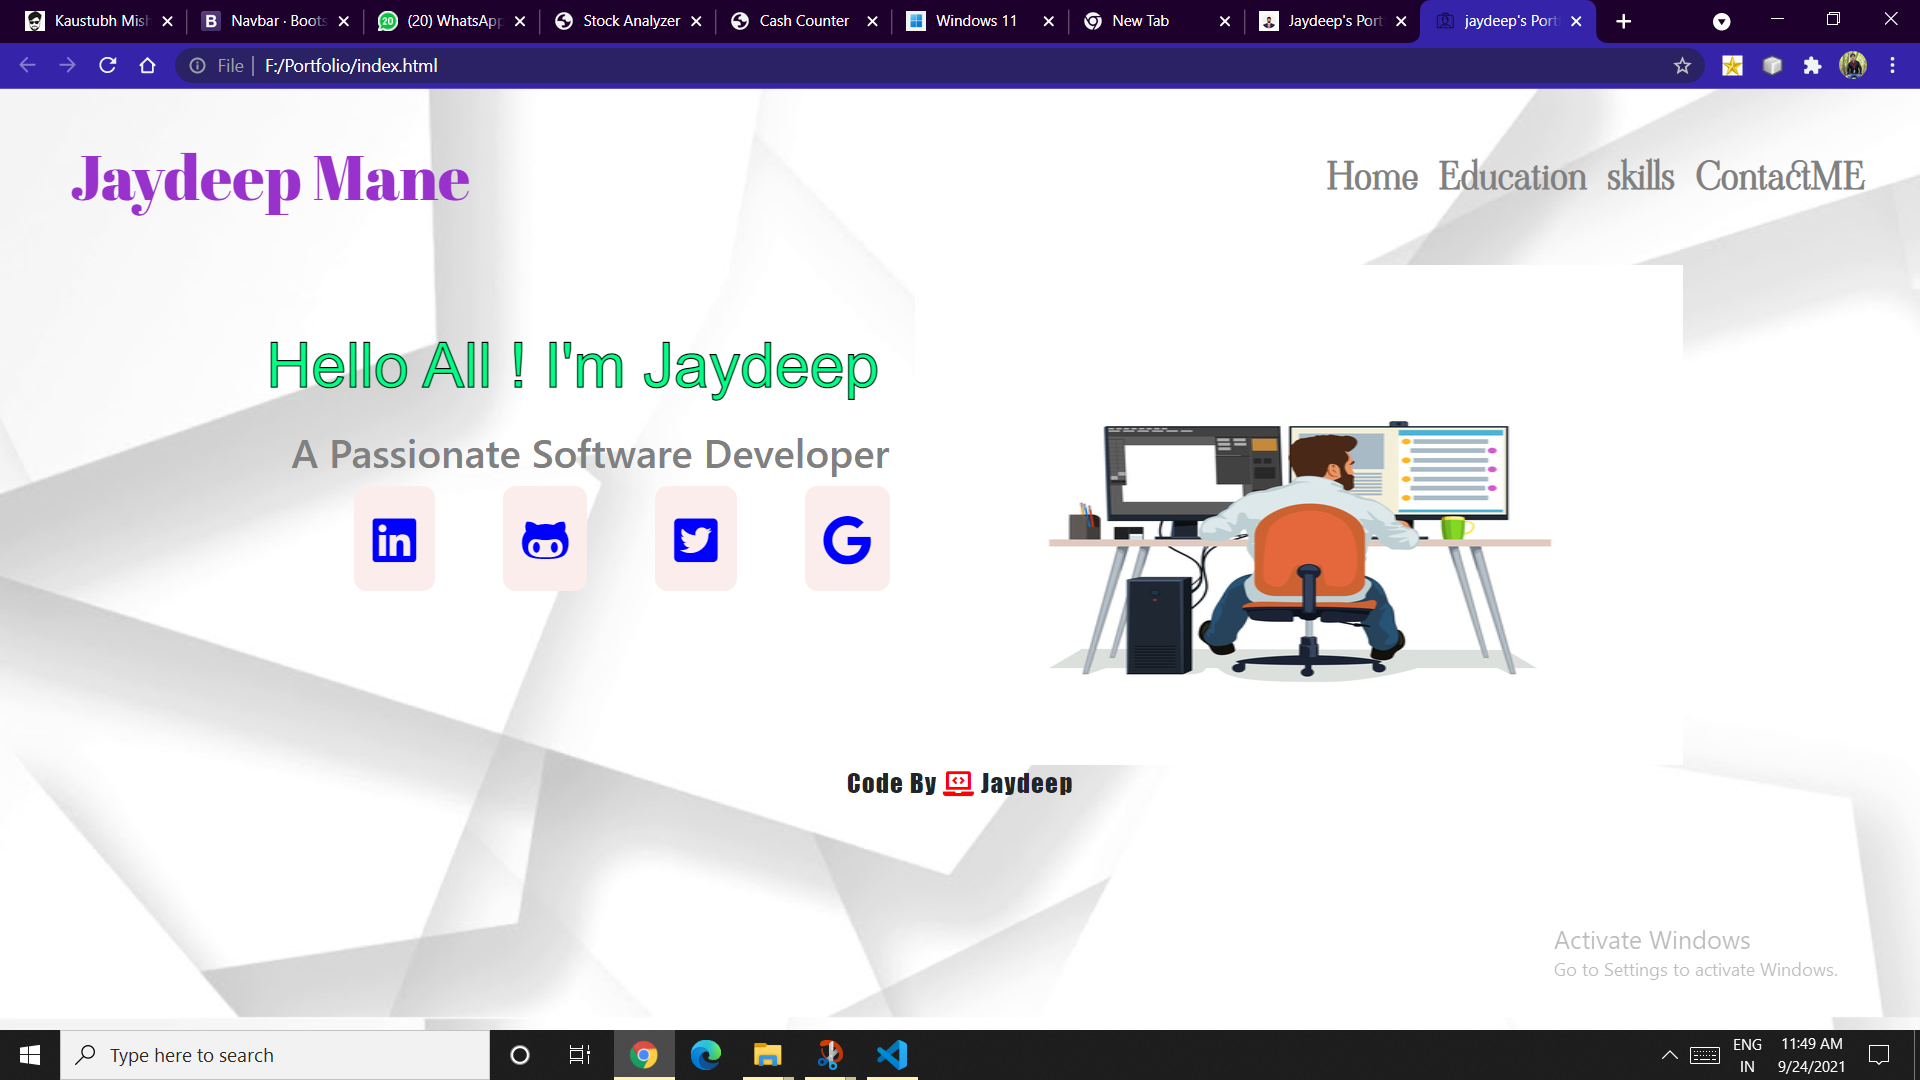 Kaustubh Mish
Navbar · Boots
(20) WhatsApp
Stock Analyzer
Cash Counter
Windows 11
New Tab
Jaydeep's Port
jaydeep's Port
File | F:/Portfolio/index.html
Jaydeep Mane
Home Education skills ContactME
Hello All ! I'm Jaydeep
A Passionate Software Developer
Code By Jaydeep
Activate Windows
Go to Settings to activate Windows.
Type here to search
ENG
IN
11:49 AM
9/24/2021